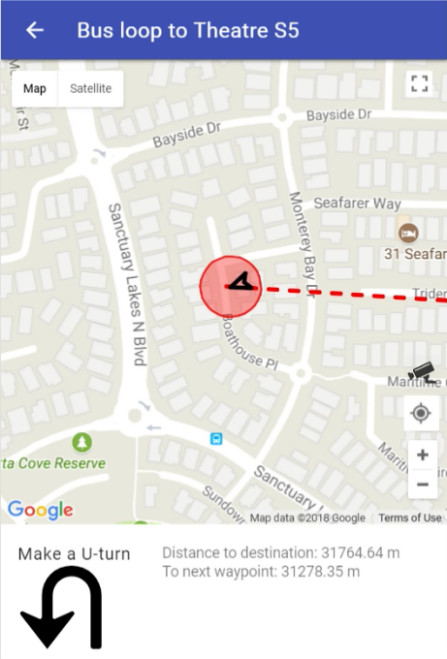 Bus loop to Theatre S5
Map
Satellite
Bayside Dr
Bayside Dr
Seafarer Way
Monterey Bay Dr
31 Seafar
Sanctuary Lakes N Blvd
Trider
Boathouse Pl
Maritime
ta Cove Reserve
Sanctuary
Sundow
Google
Map data ©2018 Google
Terms of Use
Make a U-turn
Distance to destination: 31764.64 m
To next waypoint: 31278.35 m